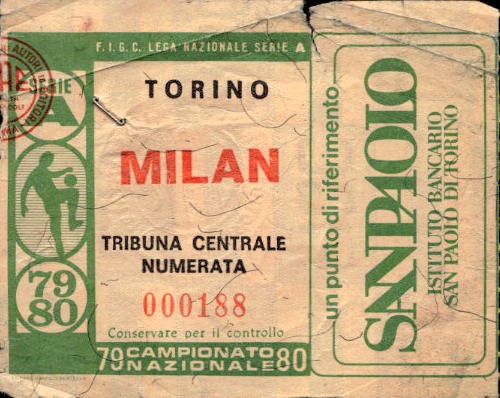 F.I.G.C. LEGA NAZIONALE SERIE A
SERIE
A
TORINO
MILAN
TRIBUNA CENTRALE
NUMERATA
000188
Conservare per il controllo
79
80
79 CAMPIONATO
NAZIONALE 80
un punto di riferimento
SANPAOLO
ISTITUTO BANCARIO
SAN PAOLO DI TORINO